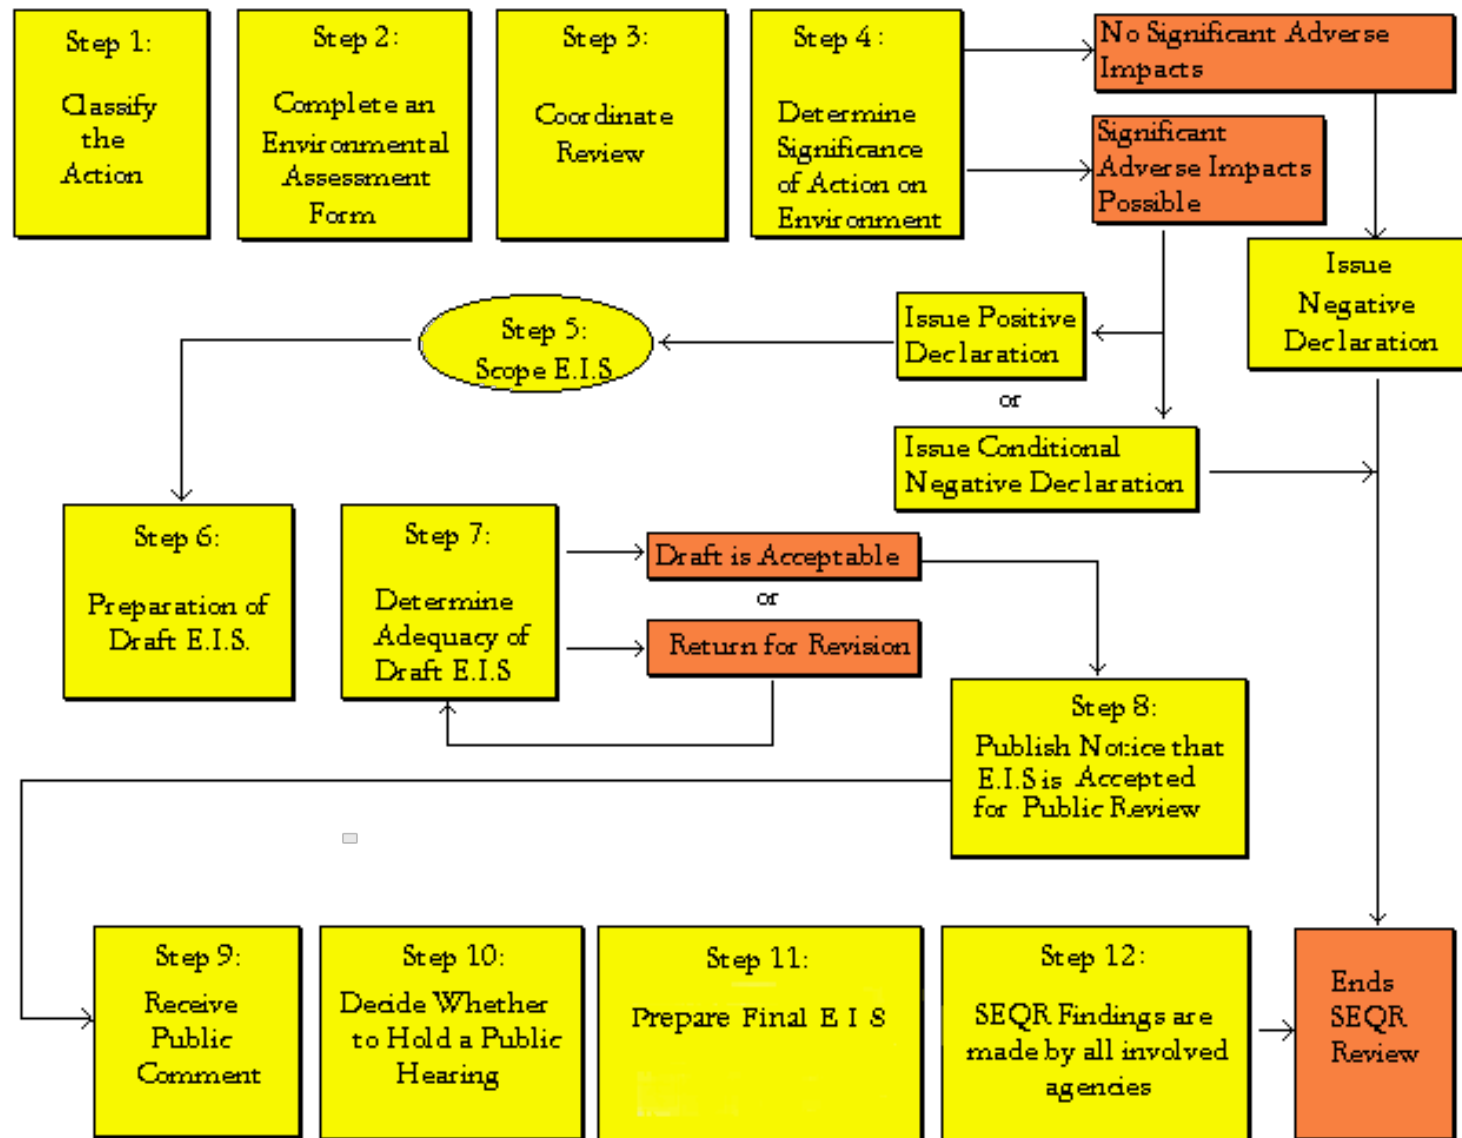 Step 1:
Classify
the
Action
Step 2:
Complete an
Environmental
Assessment
Form
Step 3:
Coordinate
Review
Step 4:
Determine
Significance
of Action on
Environment
No Significant Adverse
Impacts
Significant
Adverse Impacts
Possible
Issue
Negative
Declaration
Issue Positive
Declaration
or
Issue Conditional
Negative Declaration
Step 5:
Scope E.I.S
Step 6:
Preparation of
Draft E.I.S.
Step 7:
Determine
Adequacy of
Draft E.I.S
Draft is Acceptable
or
Return for Revision
Step 8:
Publish Notice that
E.I.S is Accepted
for Public Review
Step 9:
Receive
Public
Comment
Step 10:
Decide Whether
to Hold a Public
Hearing
Step 11:
Prepare Final E I S
Step 12:
SEQR Findings are
made by all involved
agencies
Ends
SEQR
Review